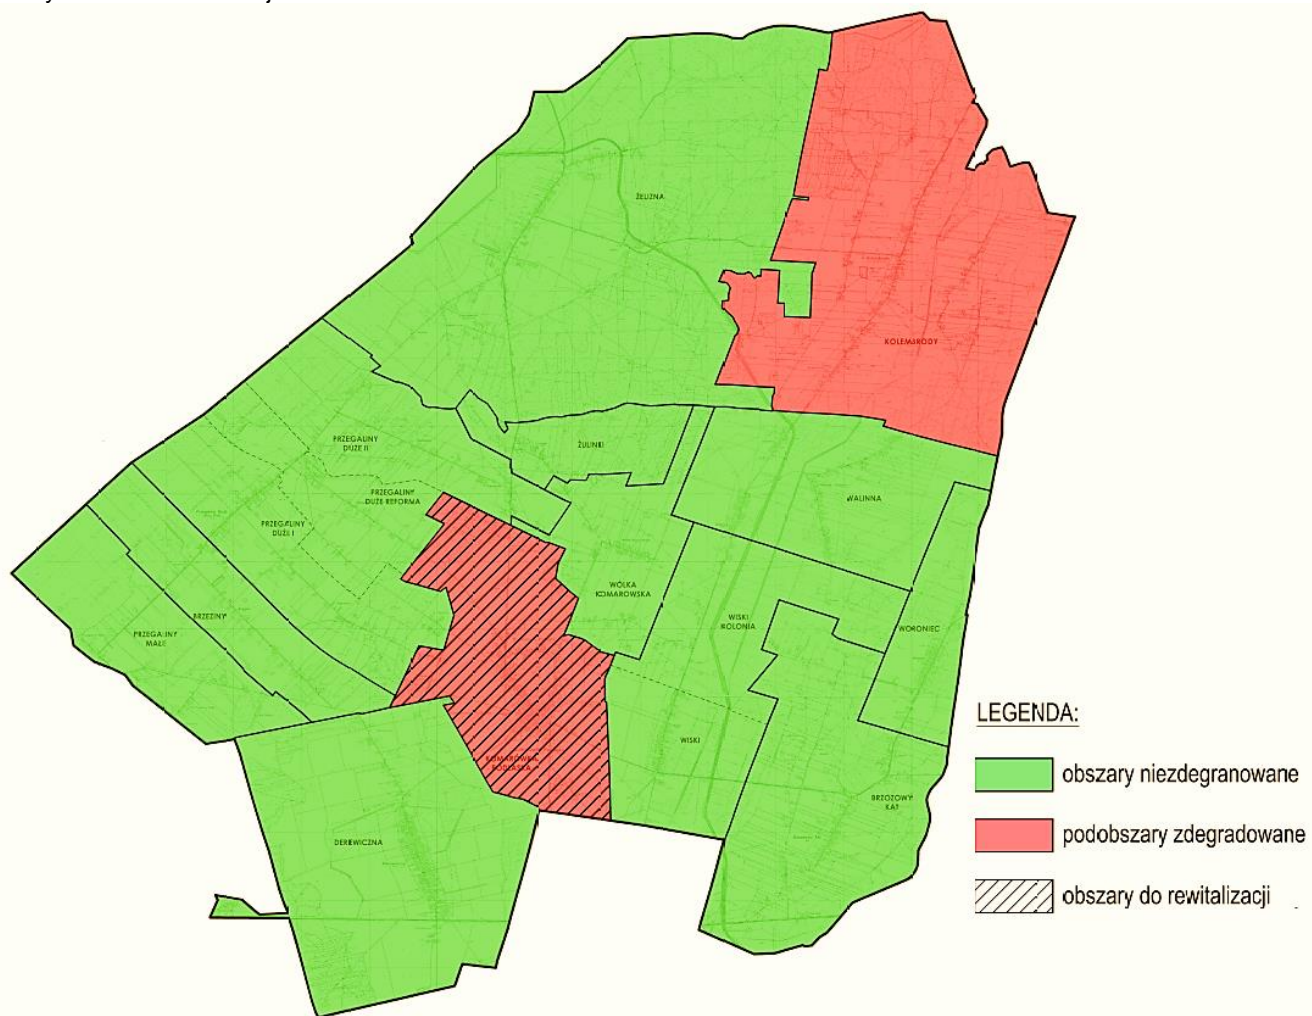 ŻELIZNA
KOLEMBRODY
PRZEGALINY
DUŻE II
ŻULINKI
PRZEGALINY
DUŻE REFORMA
WALINNA
PRZEGALINY
DUŻE I
WÓLKA
KOMAROWSKA
BRZEZINY
WISKI
KOLONIA
WORONIEC
PRZEGALINY
MAŁE
LEGENDA:
WISKI
KOMARÓWKA
PODLASKA
obszary niezdegranowane
BRZOZOWY
KĄT
podobszary zdegradowane
DEREWICZNA
obszary do rewitalizacji